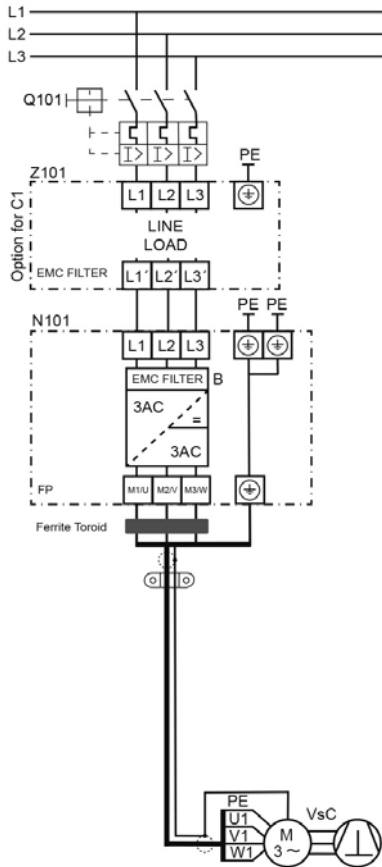 L1
L2
L3
Q101
I> I> I>
Z101
PE
Option for C1
L1 L2 L3
LINE
LOAD
EMC FILTER
L1´ L2´ L3´
N101
PE PE
L1 L2 L3
EMC FILTER B
3AC
=
3AC
FP
M1/U M2/V M3/W
Ferrite Toroid
PE
U1
V1
W1
M
3~
VsC